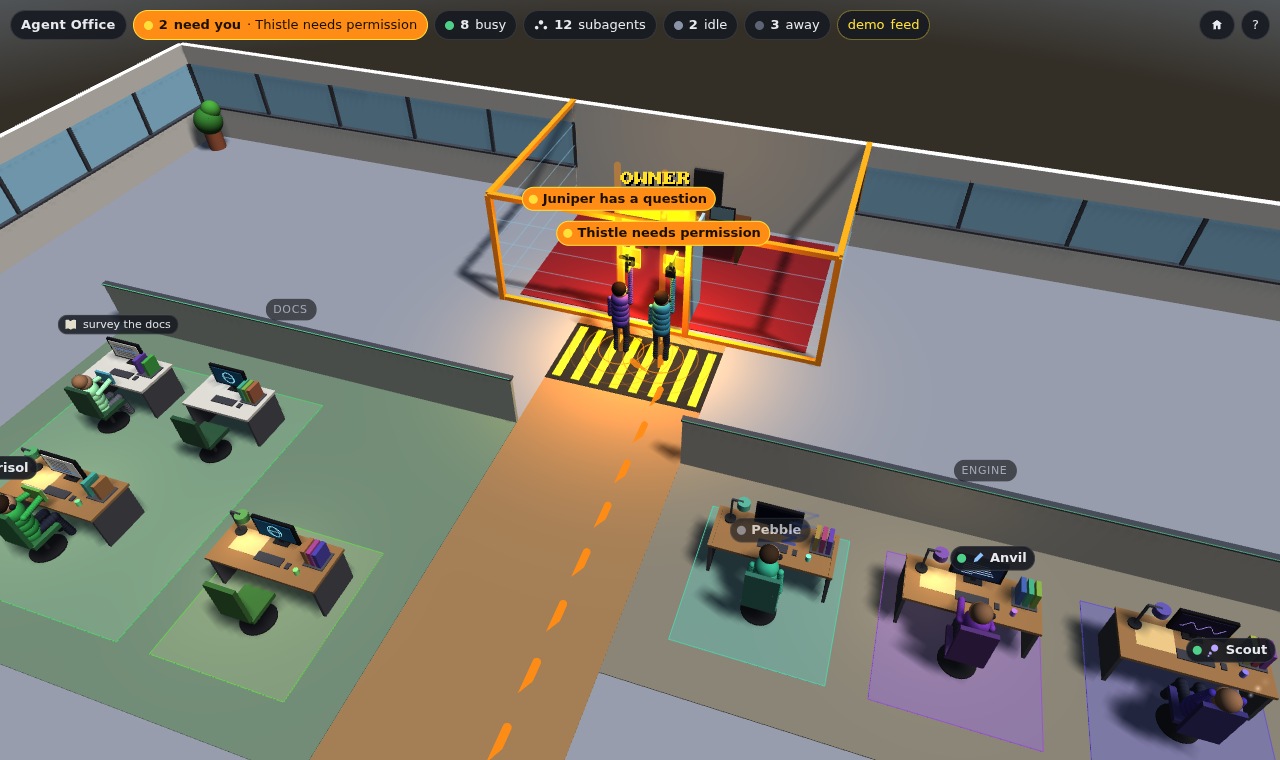 Agent Office
2 need you · Thistle needs permission
8 busy
12 subagents
2 idle
3 away
demo feed
?
OWNER
Juniper has a question
Thistle needs permission
DOCS
survey the docs
risol
ENGINE
Pebble
Anvil
Scout